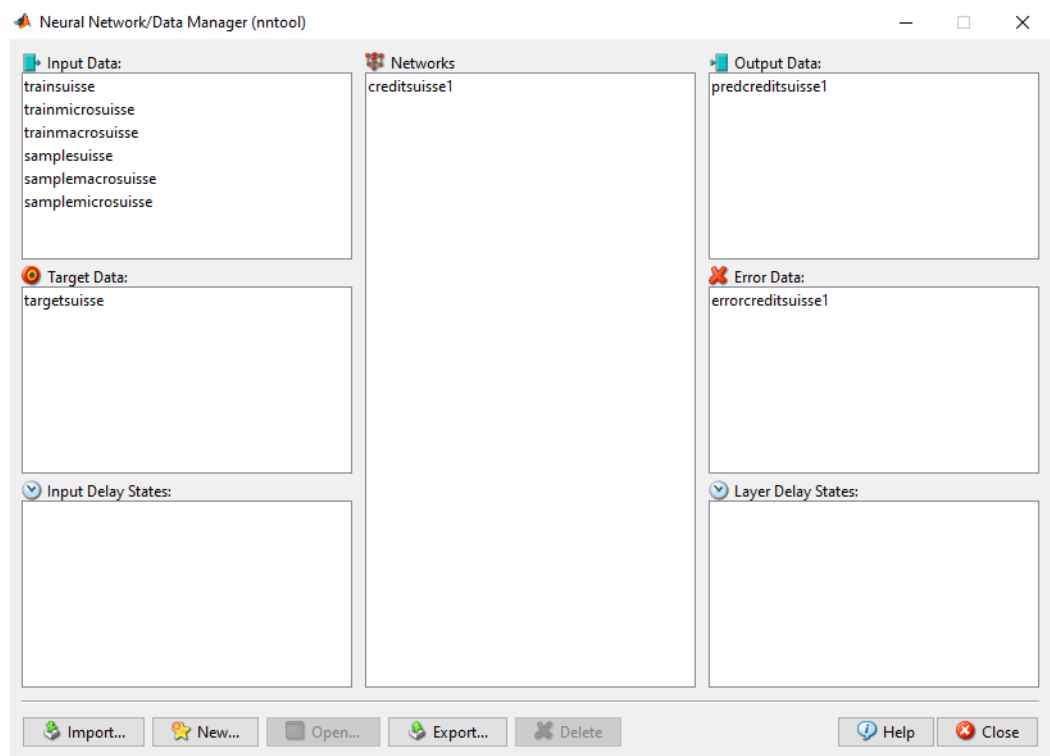 Neural Network/Data Manager (nntool)
Input Data:
trainsuisse
trainmicrosuisse
trainmacrosuisse
samplesuisse
samplemacrosuisse
samplemicrosuisse
Target Data:
targetsuisse
Input Delay States:
Networks
creditsuisse1
Output Data:
predcreditsuisse1
Error Data:
errorcreditsuisse1
Layer Delay States:
Import...
New...
Open...
Export...
Delete
Help
Close